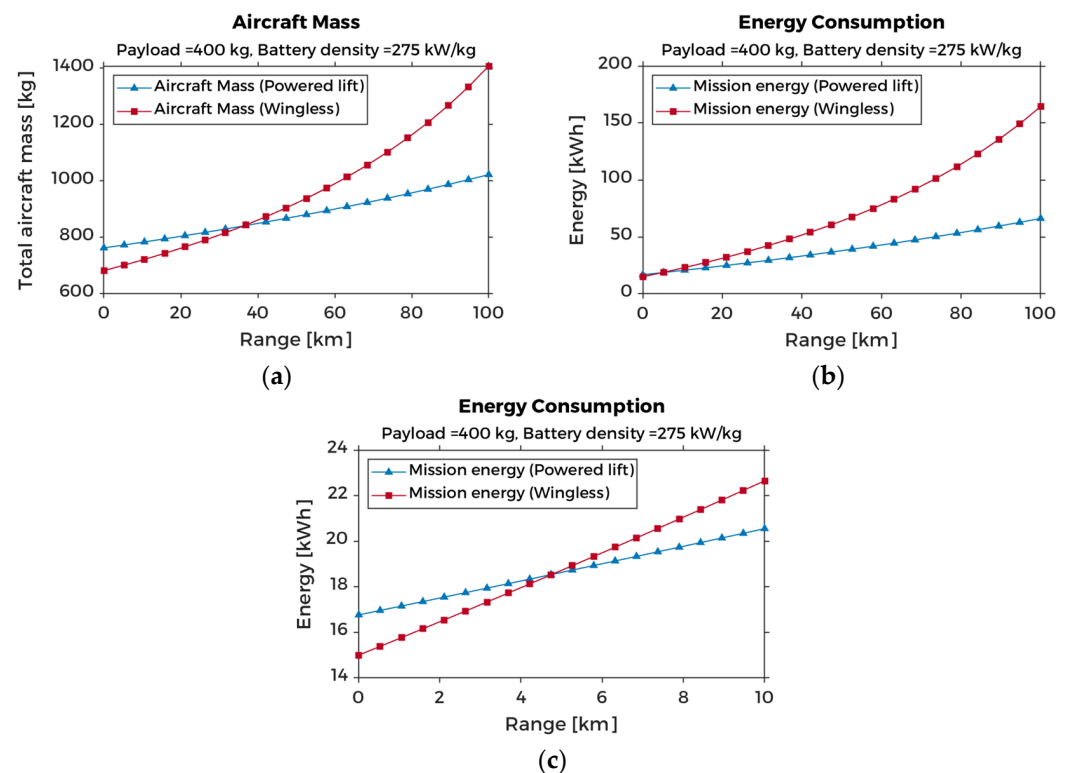 Aircraft Mass
Payload =400 kg, Battery density =275 kW/kg
Total aircraft mass [kg]
1400
1200
1000
800
600
Aircraft Mass (Powered lift)
Aircraft Mass (Wingless)
0 20 40 60 80 100
Range [km]
(a)
Energy Consumption
Payload =400 kg, Battery density =275 kW/kg
Energy [kWh]
200
150
100
50
0
Mission energy (Powered lift)
Mission energy (Wingless)
0 20 40 60 80 100
Range [km]
(b)
Energy Consumption
Payload =400 kg, Battery density =275 kW/kg
Energy [kWh]
24
22
20
18
16
14
Mission energy (Powered lift)
Mission energy (Wingless)
0 2 4 6 8 10
Range [km]
(c)